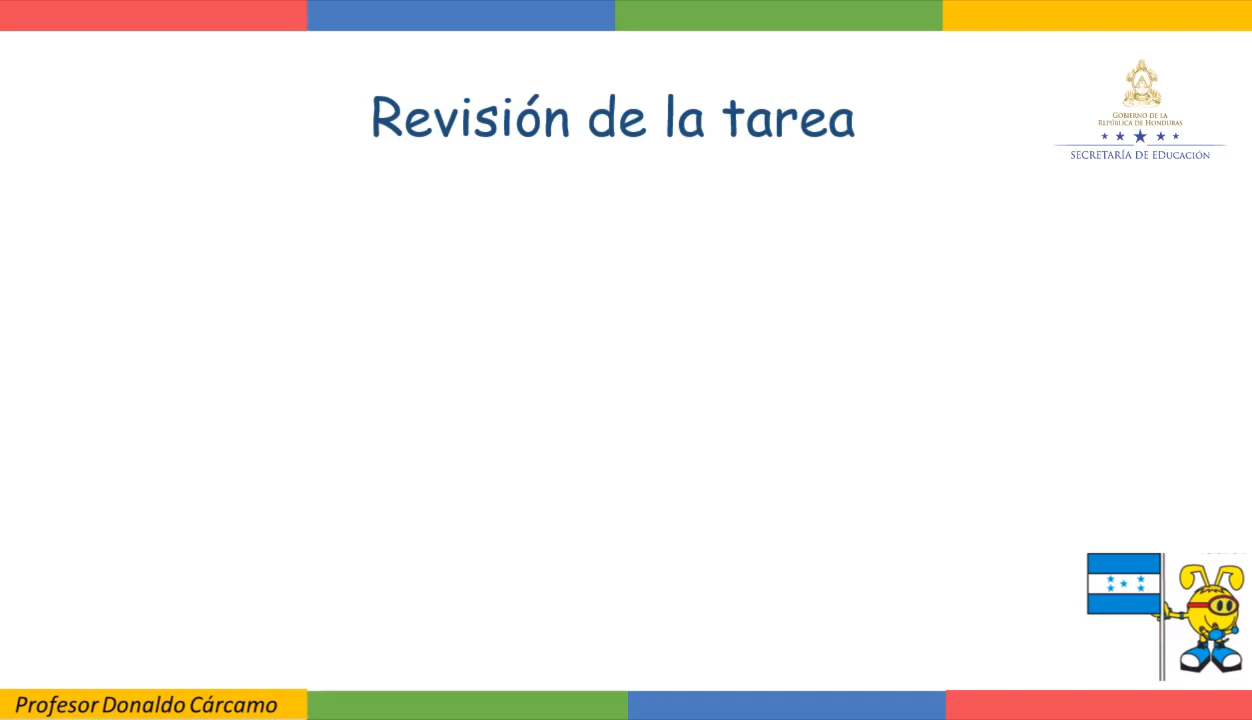 Revisión de la tarea
GOBIERNO DE LA
REPÚBLICA DE HONDURAS
SECRETARÍA DE EDUCACIÓN
Profesor Donaldo Cárcamo